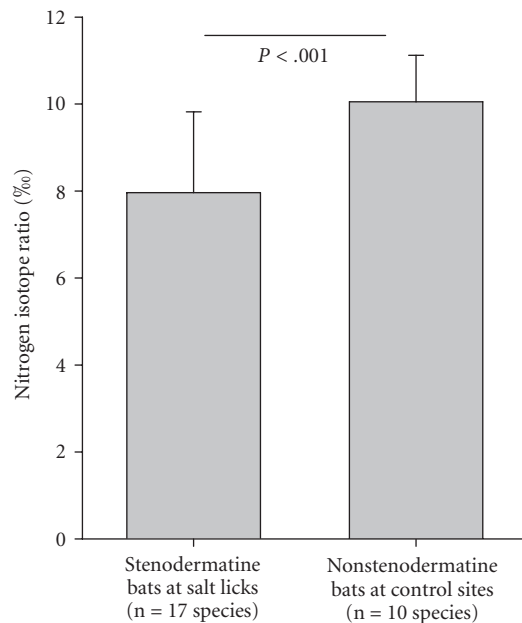 12
10
8
6
4
2
0
Nitrogen isotope ratio (‰)
P < .001
Stenodermatine
bats at salt licks
(n = 17 species)
Nonstenodermatine
bats at control sites
(n = 10 species)